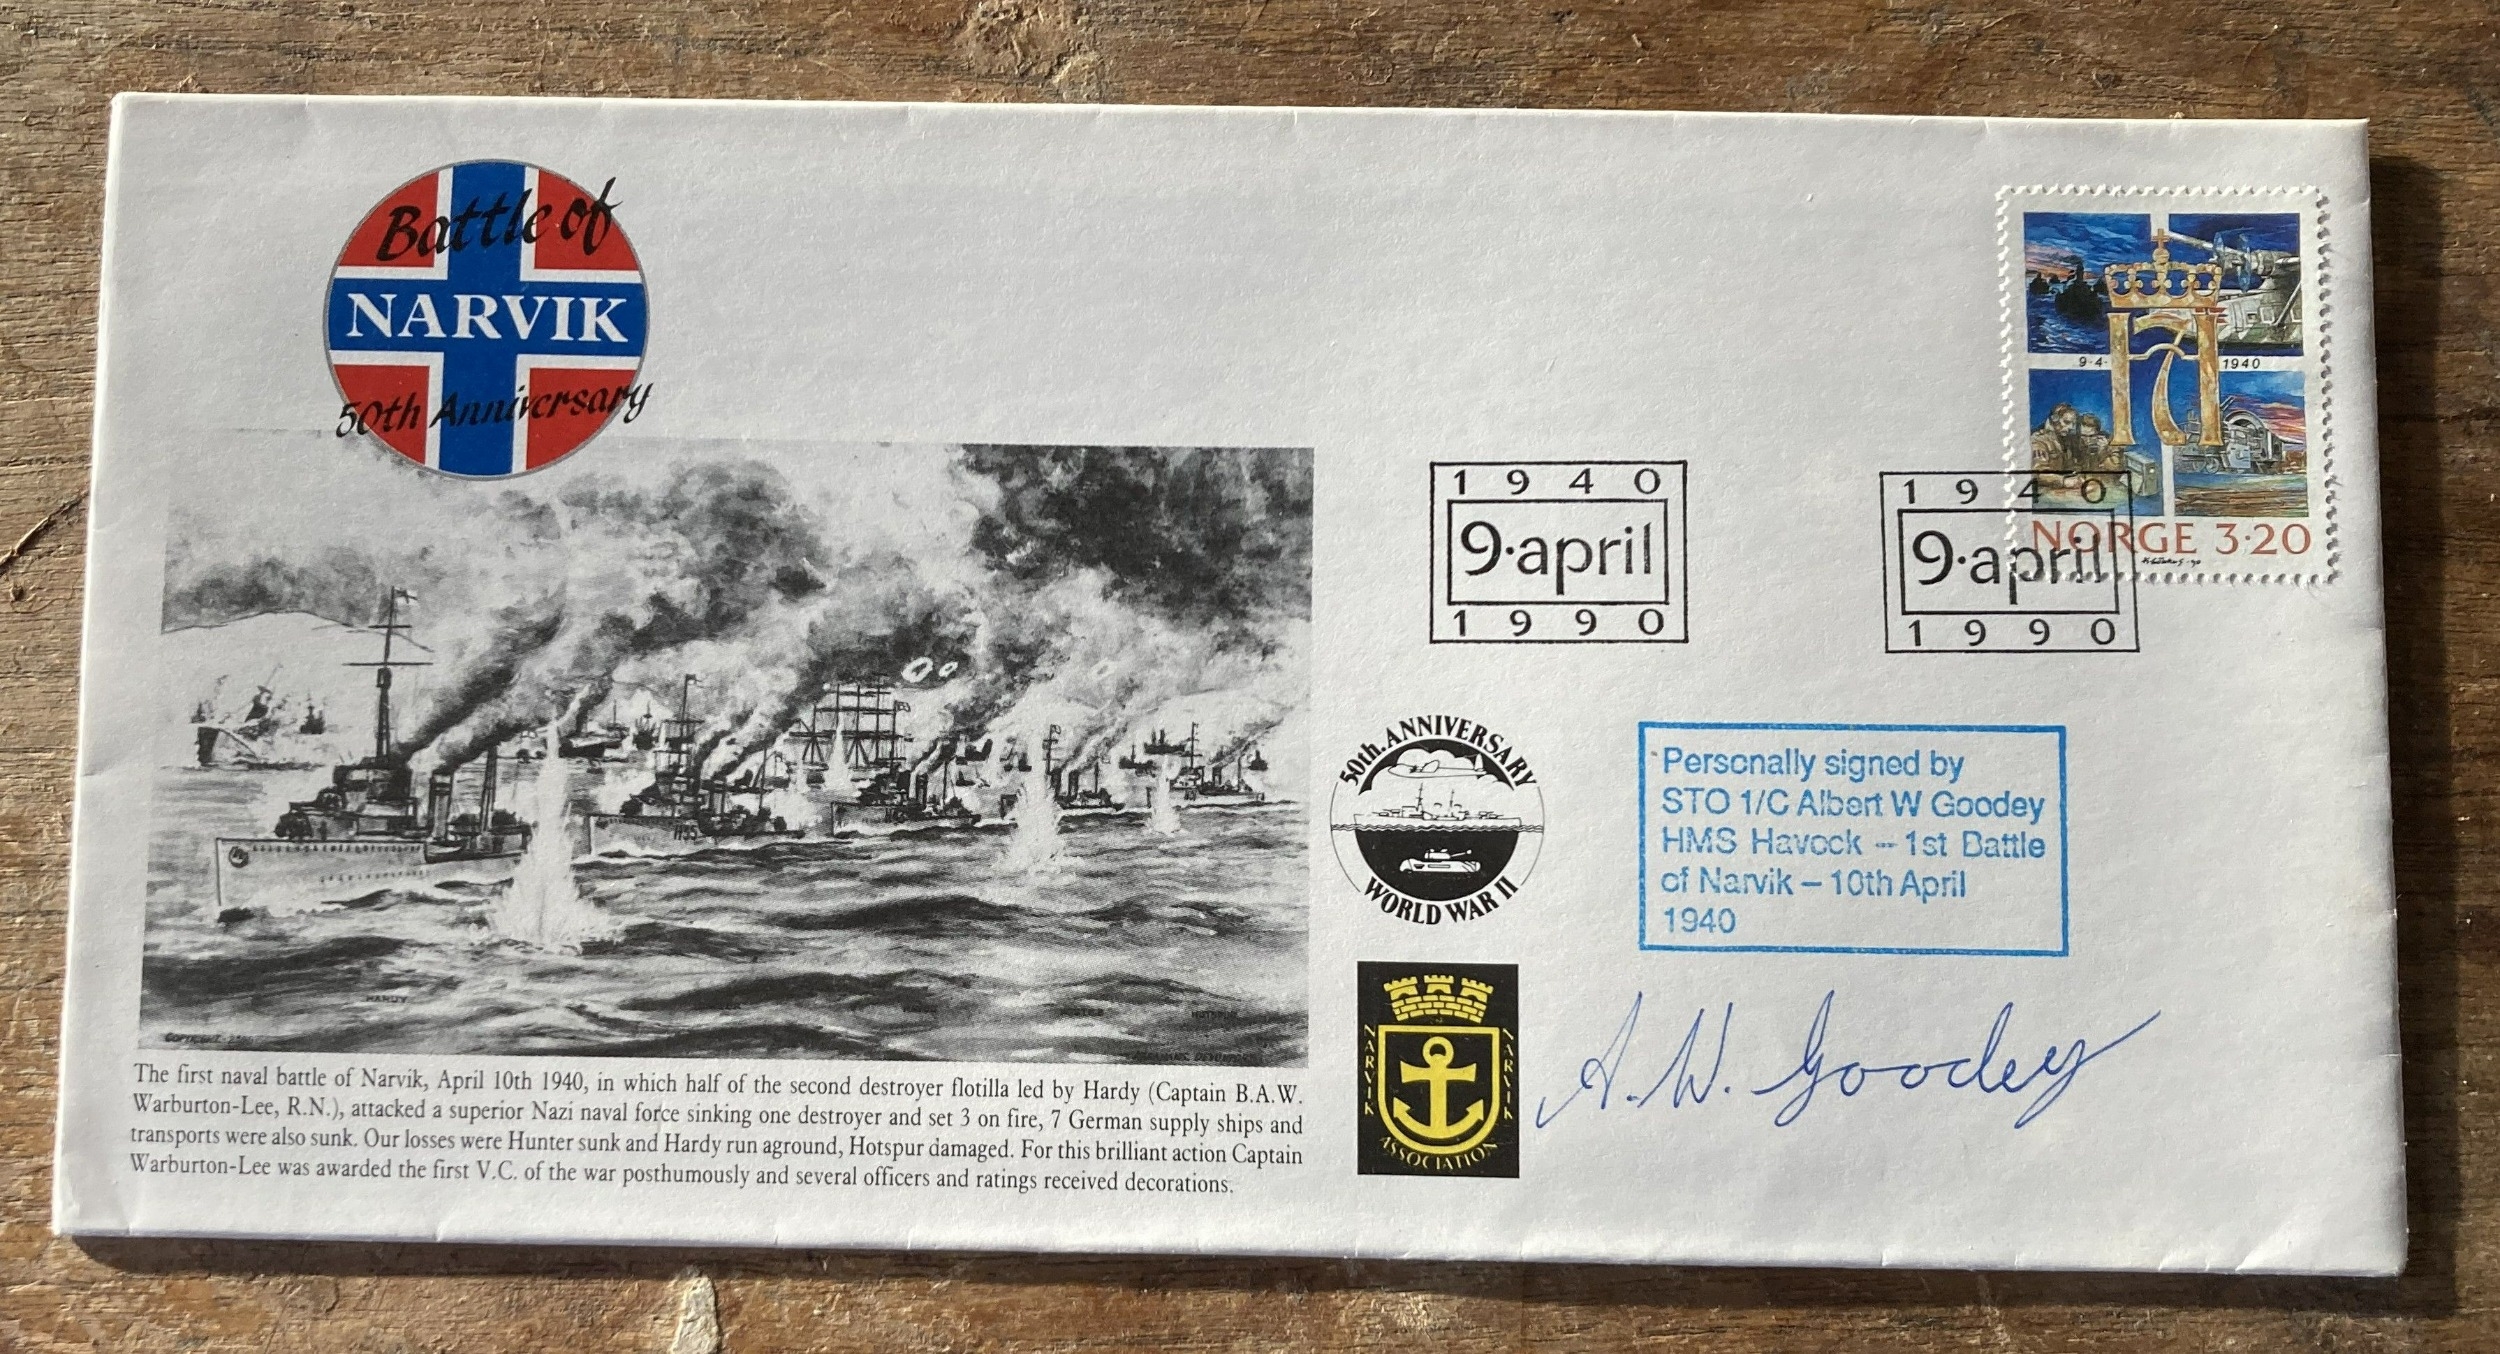 Battle of
NARVIK
50th Anniversary
9·4· 1940
NORGE 3·20
1940
9·april
1990
1940
9·april
1990
50th. ANNIVERSARY
WORLD WAR II
Personally signed by
STO 1/C Albert W Goodey
HMS Havock – 1st Battle
of Narvik – 10th April
1940
NARVIK NARVIK
ASSOCIATION
A. W. Goodey
H55
HARDY
HOTSPUR
COPYRIGHT
The first naval battle of Narvik, April 10th 1940, in which half of the second destroyer flotilla led by Hardy (Captain B.A.W.
Warburton-Lee, R.N.), attacked a superior Nazi naval force sinking one destroyer and set 3 on fire, 7 German supply ships and
transports were also sunk. Our losses were Hunter sunk and Hardy run aground, Hotspur damaged. For this brilliant action Captain
Warburton-Lee was awarded the first V.C. of the war posthumously and several officers and ratings received decorations.